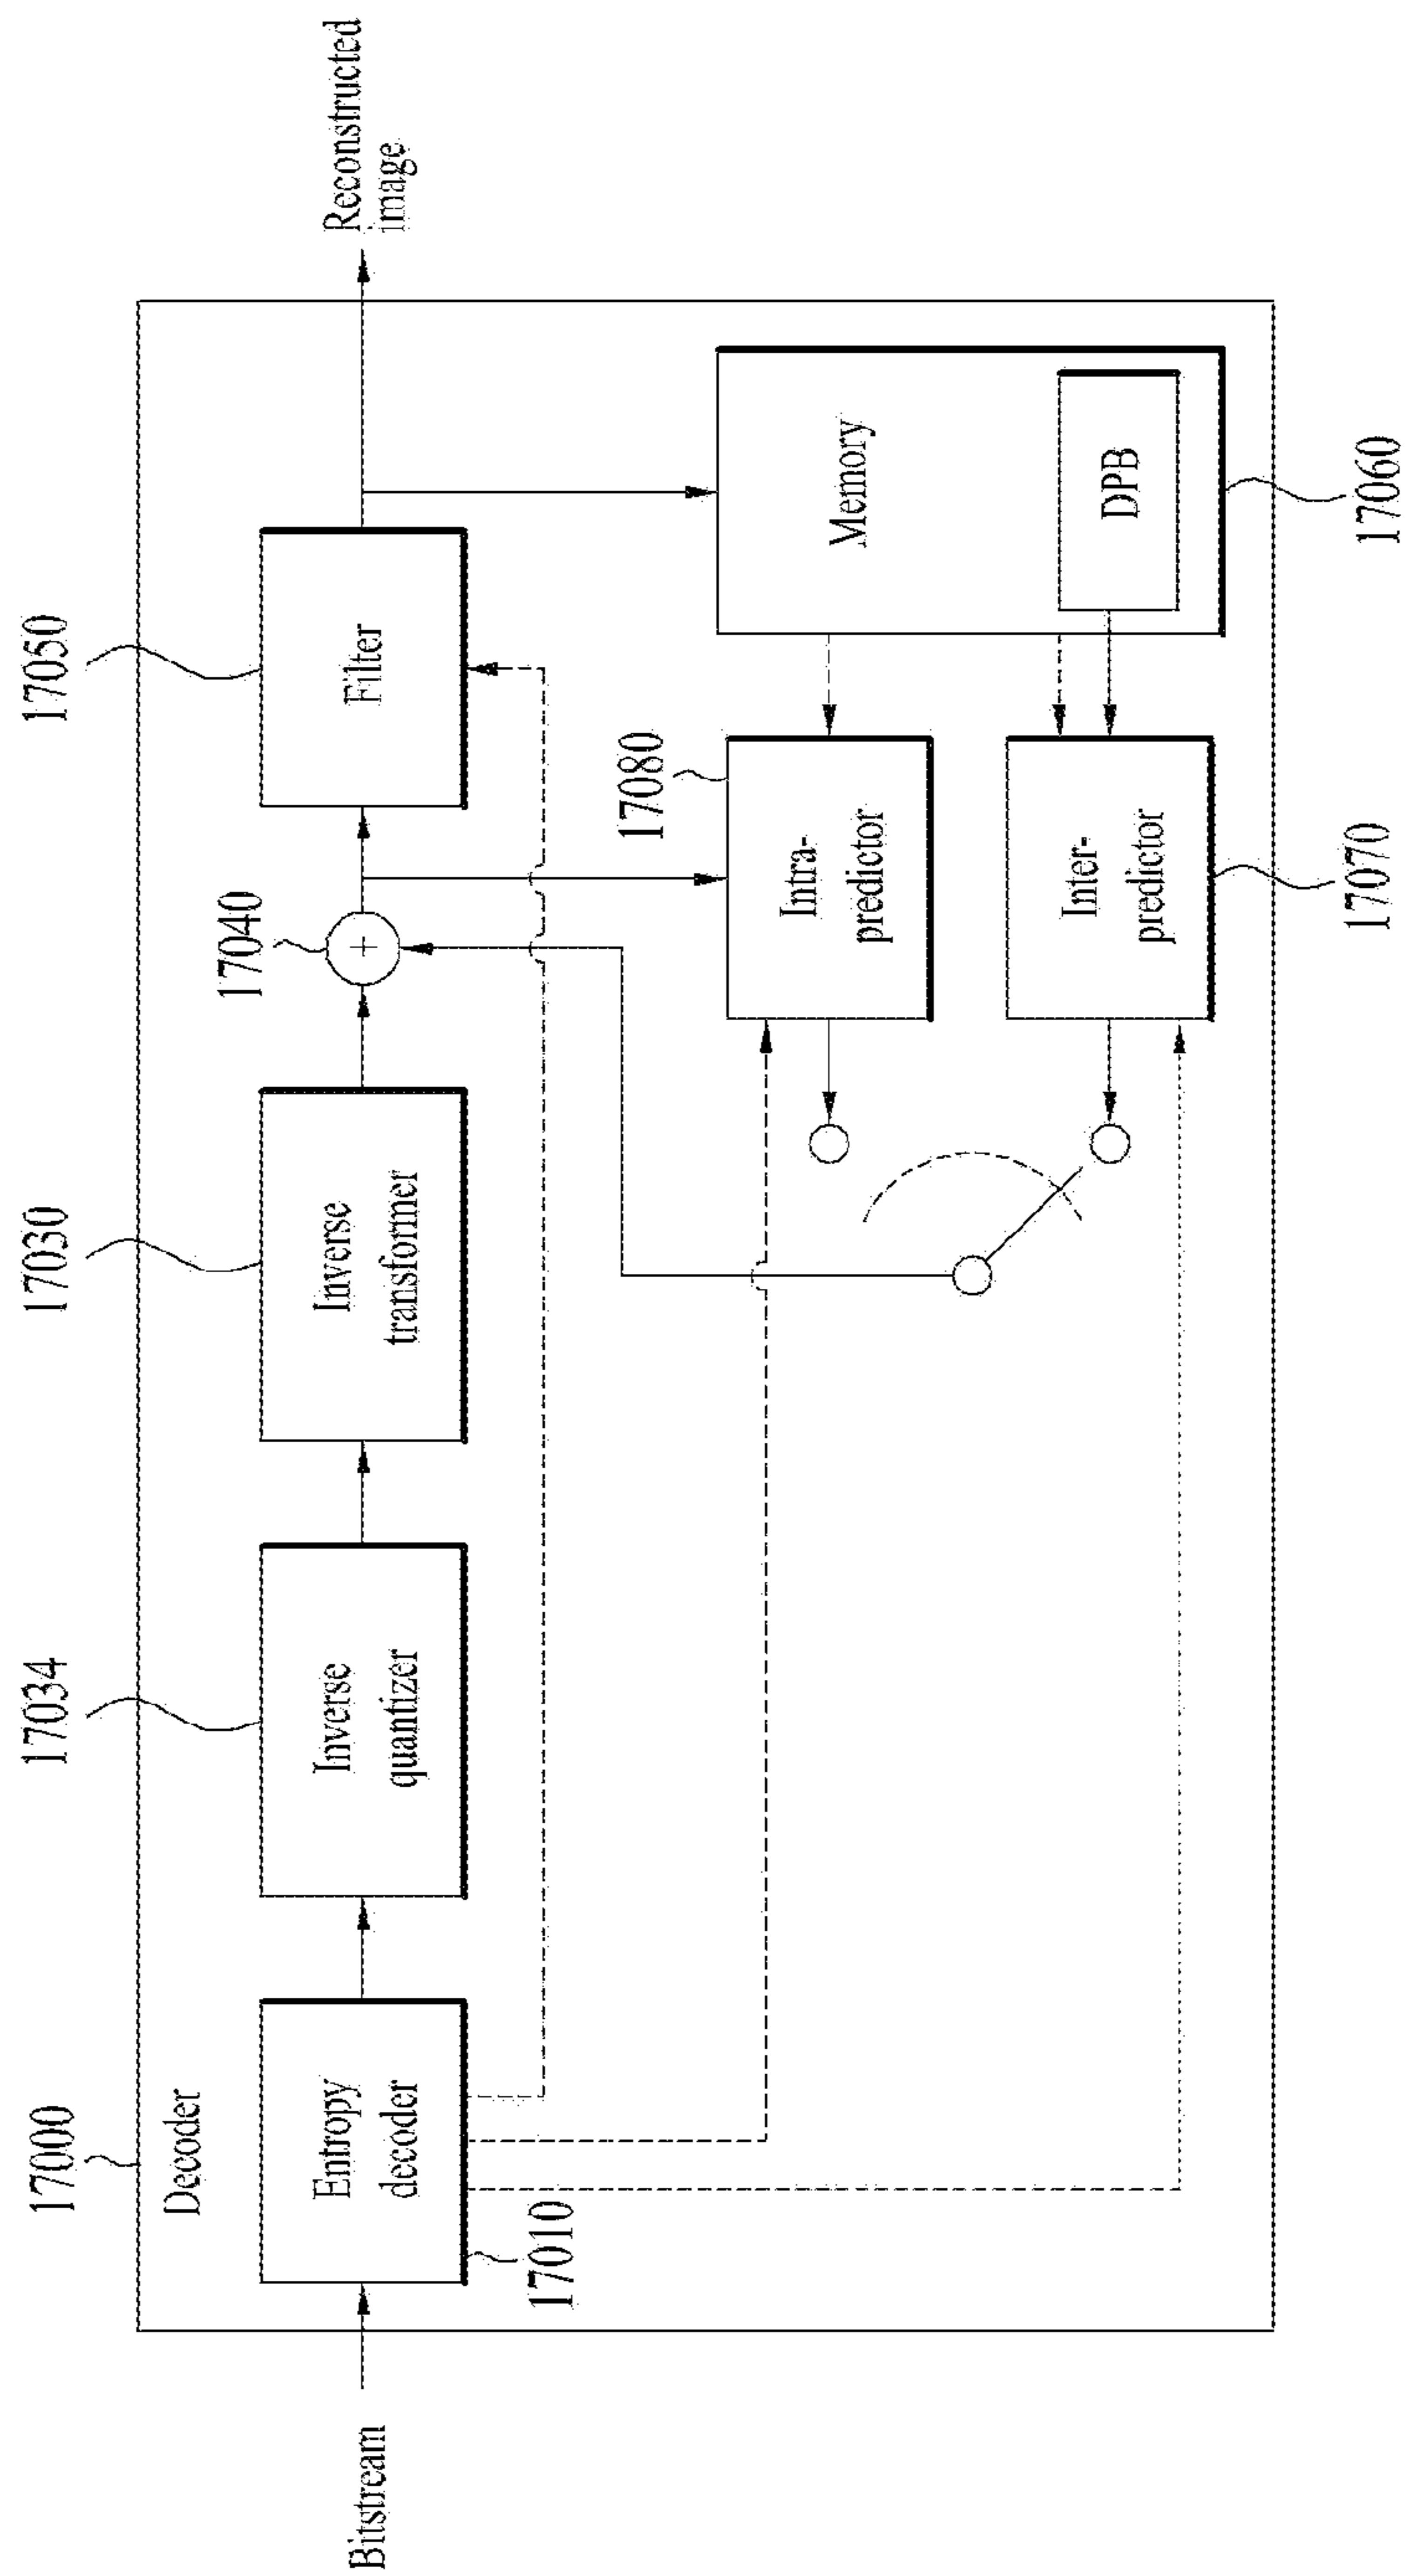 17000
Decoder
17034
17030
17050
17040
Bitstream
Entropy
decoder
Inverse
quantizer
Inverse
transformer
+
Filter
Reconstructed
image
17010
17080
Intra-
predictor
Memory
Inter-
predictor
DPB
17070
17060